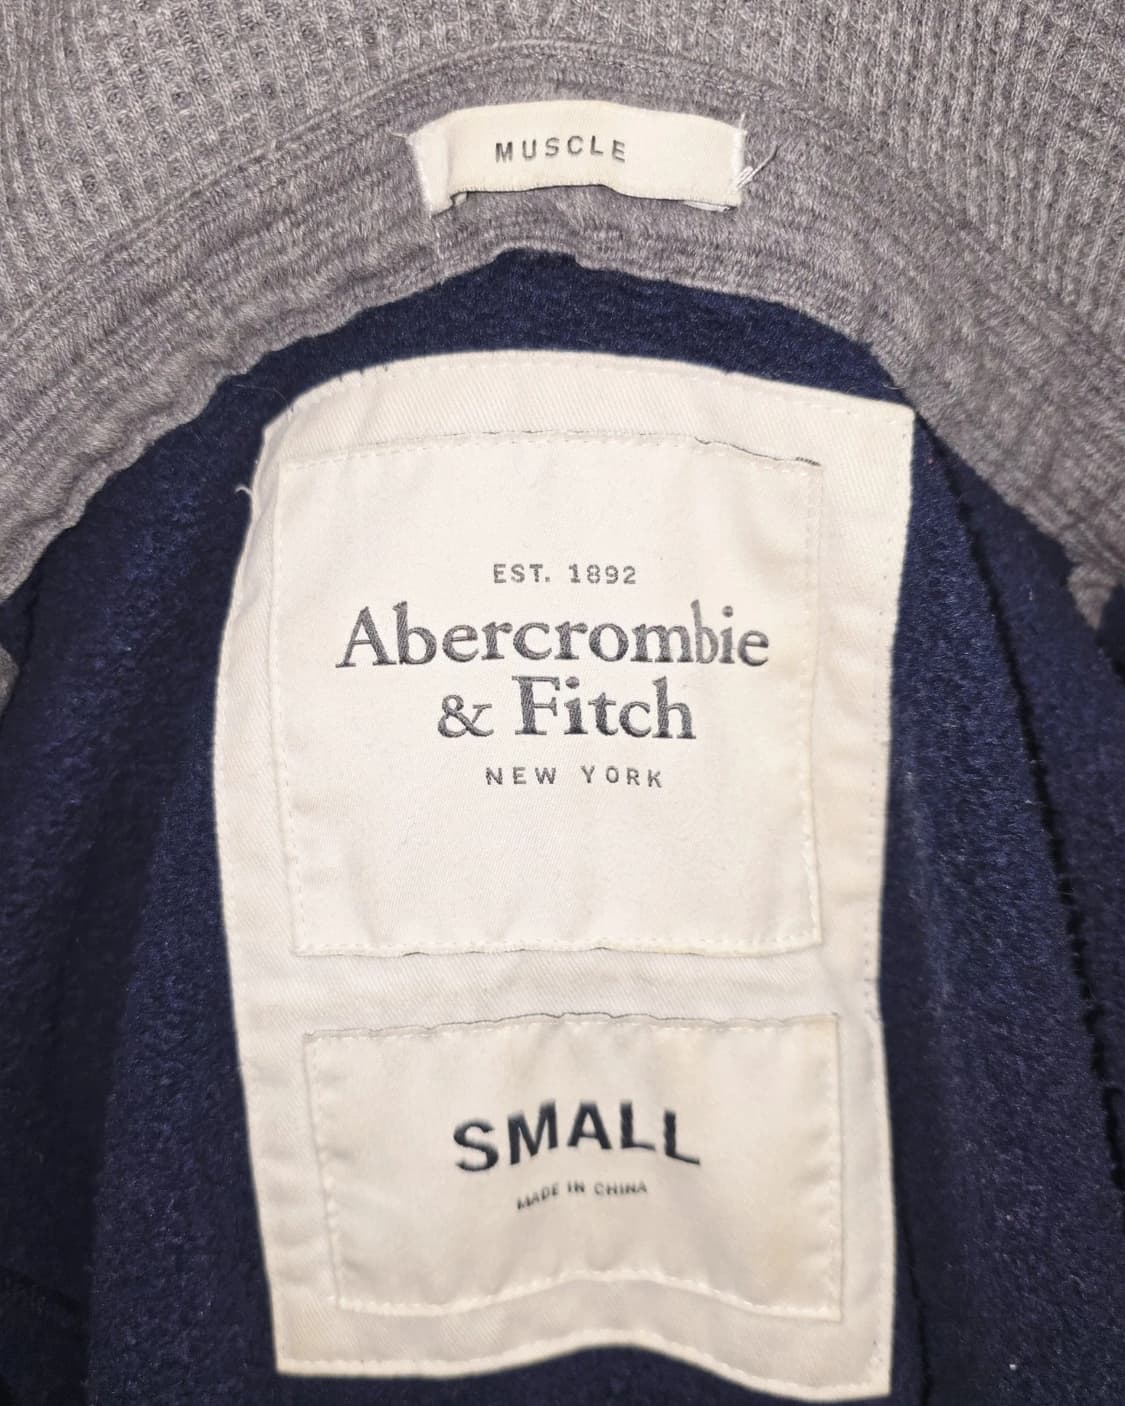 MUSCLE
EST. 1892
Abercrombie
& Fitch
NEW YORK
SMALL
MADE IN CHINA